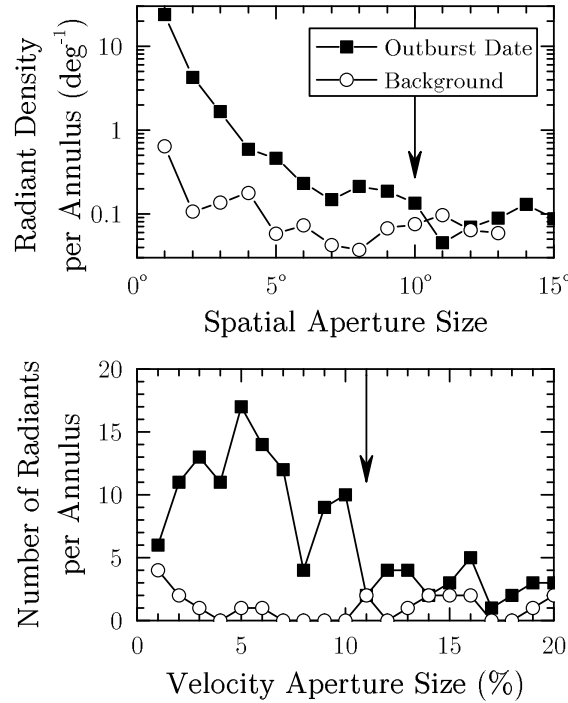 Radiant Density
per Annulus (deg⁻¹)
10
1
0.1
Outburst Date
Background
0° 5° 10° 15°
Spatial Aperture Size
Number of Radiants
per Annulus
20
15
10
5
0
0 5 10 15 20
Velocity Aperture Size (%)